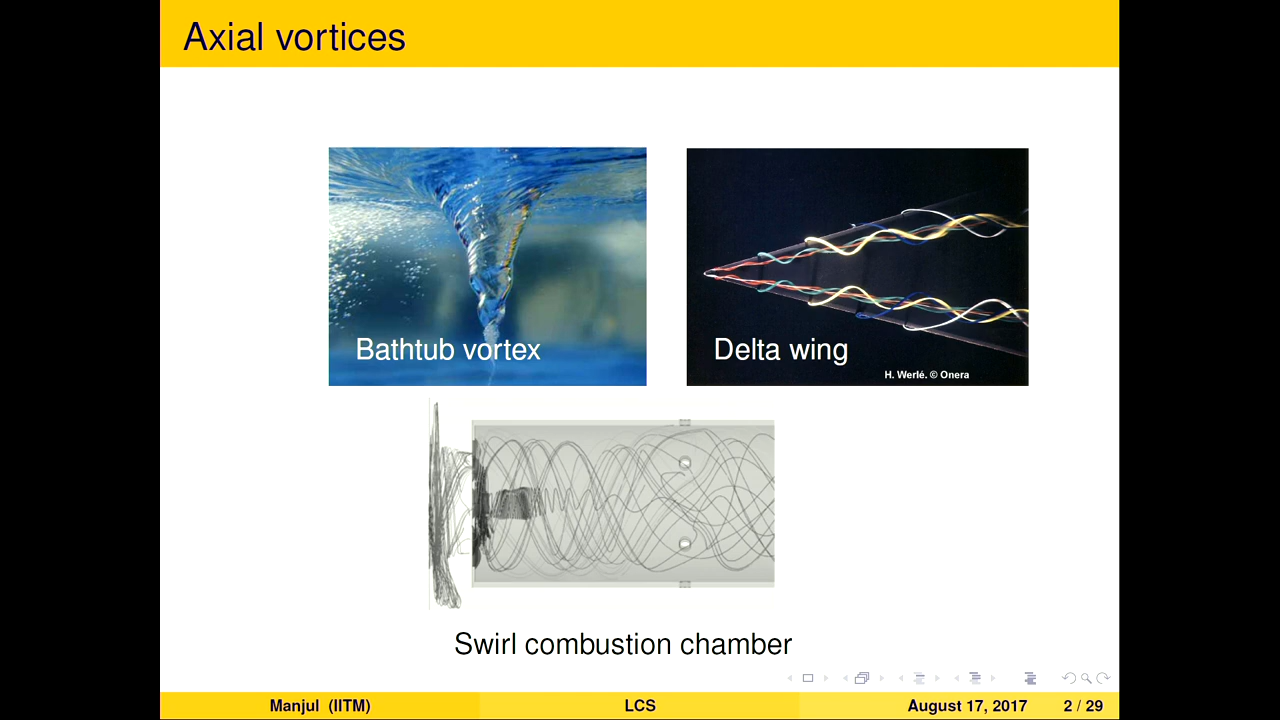 Axial vortices
Bathtub vortex
Delta wing
H. Werlé. © Onera
Swirl combustion chamber
Manjul (IITM)
LCS
August 17, 2017
2 / 29